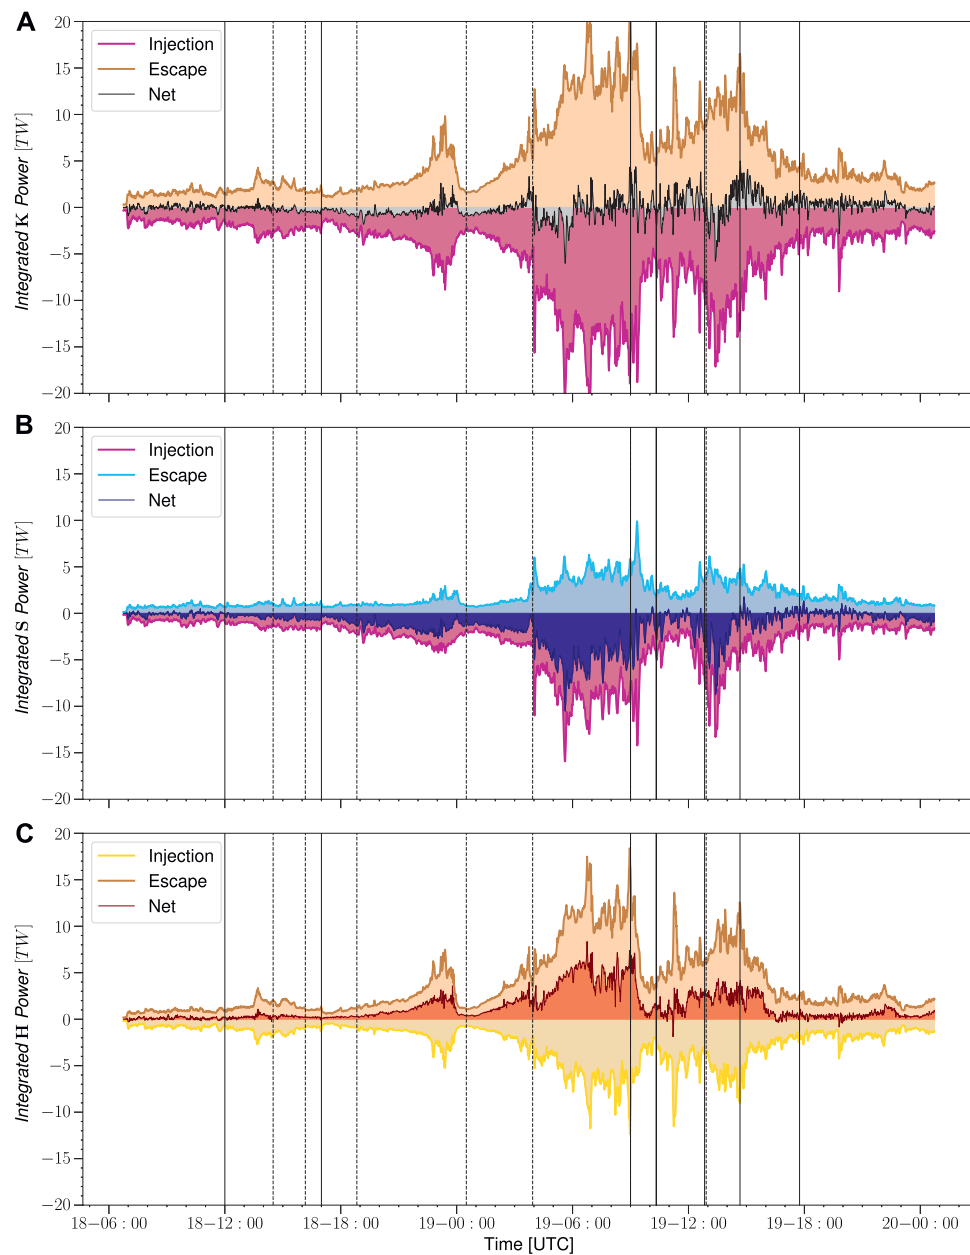 A
20
15
10
5
0
−5
−10
−15
−20
Integrated K Power [TW]
Injection
Escape
Net
B
20
15
10
5
0
−5
−10
−15
−20
Integrated S Power [TW]
Injection
Escape
Net
C
20
15
10
5
0
−5
−10
−15
−20
Integrated H Power [TW]
Injection
Escape
Net
18−06 : 00 18−12 : 00 18−18 : 00 19−00 : 00 19−06 : 00 19−12 : 00 19−18 : 00 20−00 : 00
Time [UTC]